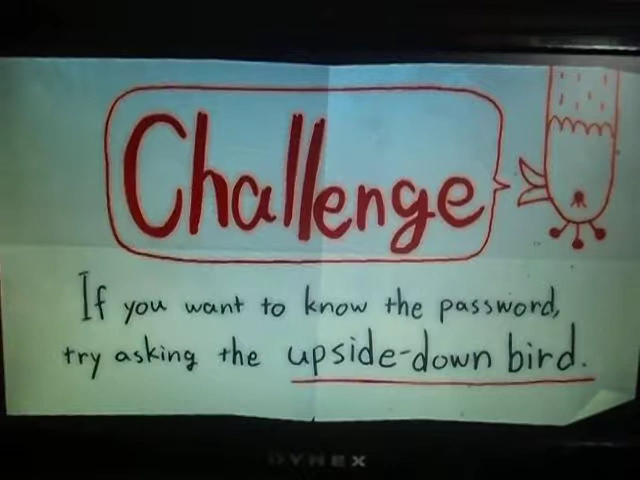 Challenge
If you want to know the password,
try asking the upside-down bird.
DYNEX